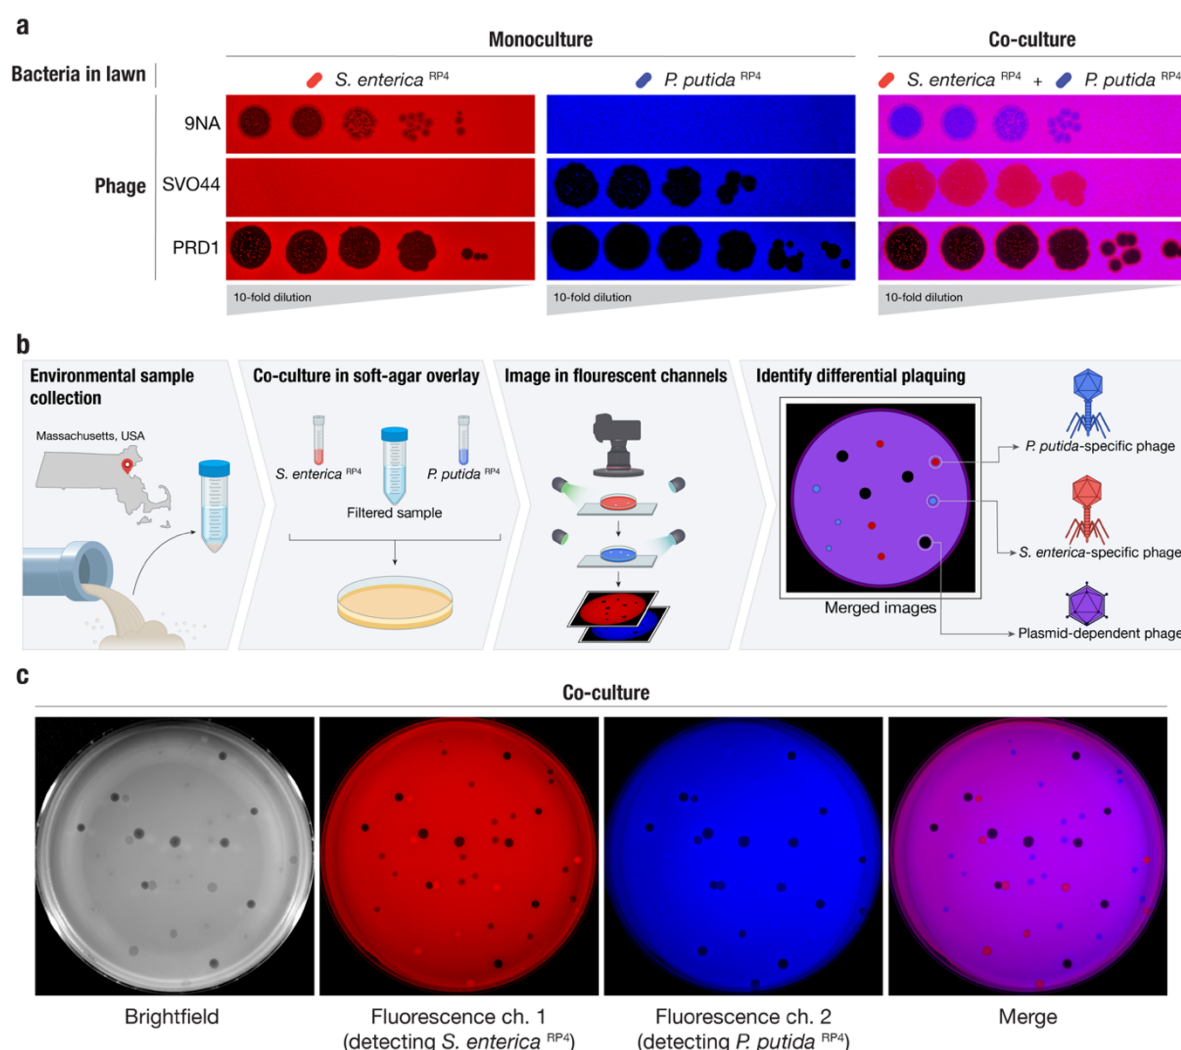 a
Monoculture
Co-culture
Bacteria in lawn
S. enterica RP4
P. putida RP4
S. enterica RP4 + P. putida RP4
Phage
9NA
SVO44
PRD1
10-fold dilution
10-fold dilution
10-fold dilution
b
Environmental sample
collection
Massachusetts, USA
Co-culture in soft-agar overlay
S. enterica RP4
P. putida RP4
Filtered sample
Image in flourescent channels
Identify differential plaquing
Merged images
P. putida-specific phage
S. enterica-specific phage
Plasmid-dependent phage
c
Co-culture
Brightfield
Fluorescence ch. 1
(detecting S. enterica RP4)
Fluorescence ch. 2
(detecting P. putida RP4)
Merge